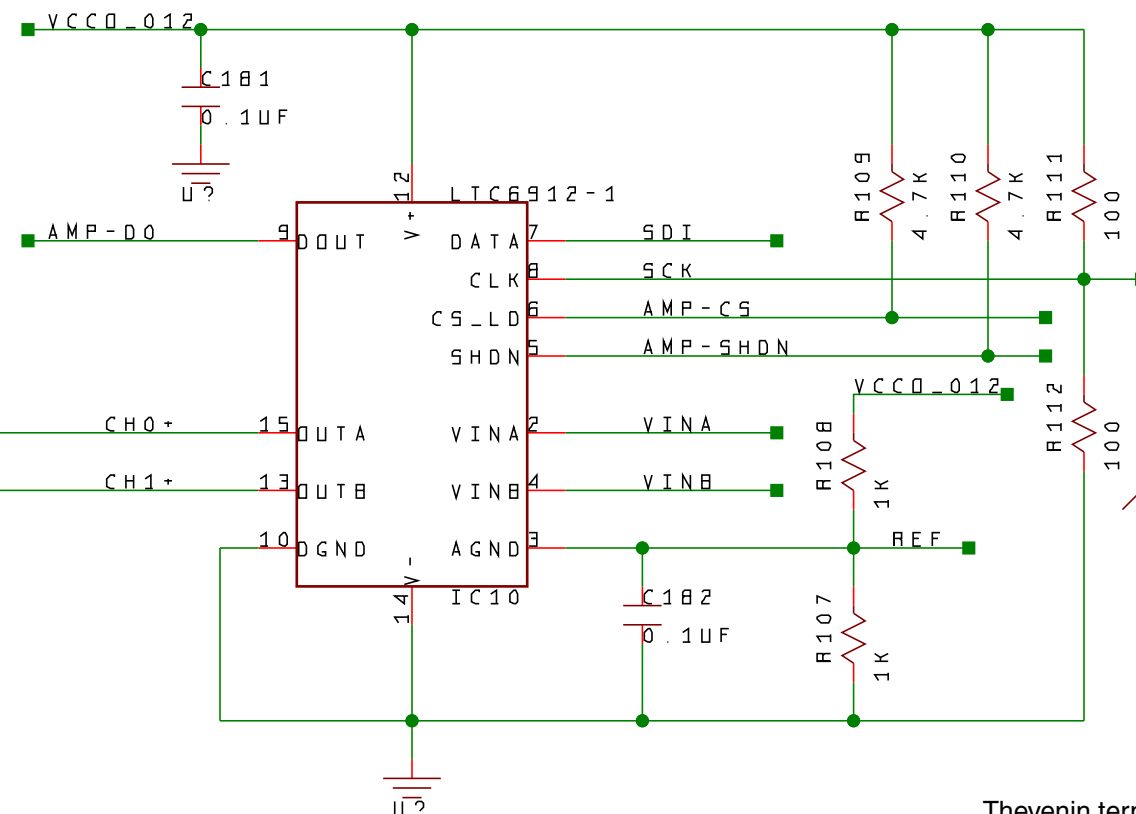 VCCO_012
C181
0.1UF
U?
12
V+
LTC6912-1
R109
4.7K
R110
4.7K
R111
100
AMP-D0
9
DOUT
DATA
7
SDI
CLK
8
SCK
CS_LD
6
AMP-CS
SHDN
5
AMP-SHDN
VCCO_012
R112
100
CH0+
15
OUTA
VINA
2
VINA
R108
1K
CH1+
13
OUTB
VINB
4
VINB
10
DGND
AGND
3
REF
V-
14
IC10
C182
0.1UF
R107
1K
U?
Thevenin